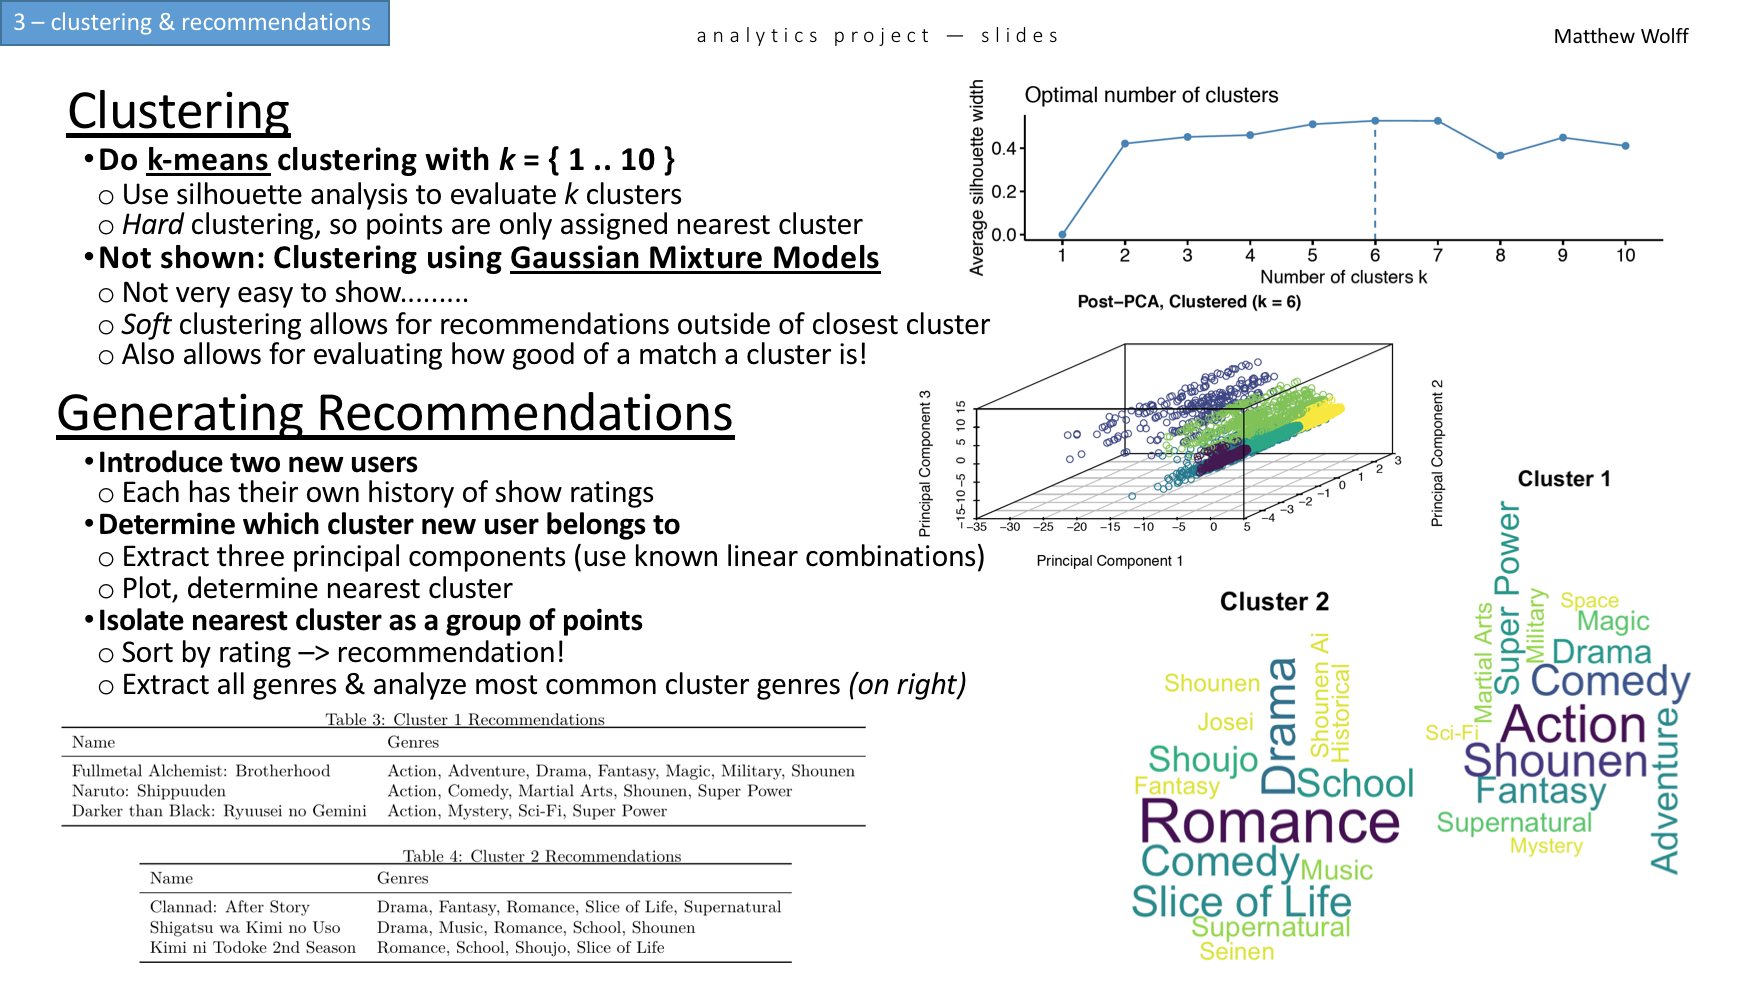 3 – clustering & recommendations
analytics project — slides
Matthew Wolff
Clustering
•Do k-means clustering with k = { 1 .. 10 }
o Use silhouette analysis to evaluate k clusters
o Hard clustering, so points are only assigned nearest cluster
•Not shown: Clustering using Gaussian Mixture Models
o Not very easy to show.........
o Soft clustering allows for recommendations outside of closest cluster
o Also allows for evaluating how good of a match a cluster is!
Generating Recommendations
•Introduce two new users
o Each has their own history of show ratings
•Determine which cluster new user belongs to
o Extract three principal components (use known linear combinations)
o Plot, determine nearest cluster
•Isolate nearest cluster as a group of points
o Sort by rating –> recommendation!
o Extract all genres & analyze most common cluster genres (on right)
Table 3: Cluster 1 Recommendations
Name Genres
Fullmetal Alchemist: Brotherhood Action, Adventure, Drama, Fantasy, Magic, Military, Shounen
Naruto: Shippuuden Action, Comedy, Martial Arts, Shounen, Super Power
Darker than Black: Ryuusei no Gemini Action, Mystery, Sci-Fi, Super Power
Table 4: Cluster 2 Recommendations
Name Genres
Clannad: After Story Drama, Fantasy, Romance, Slice of Life, Supernatural
Shigatsu wa Kimi no Uso Drama, Music, Romance, School, Shounen
Kimi ni Todoke 2nd Season Romance, School, Shoujo, Slice of Life
Optimal number of clusters
Average silhouette width
0.4
0.2
0.0
1 2 3 4 5 6 7 8 9 10
Number of clusters k
Post–PCA, Clustered (k = 6)
Principal Component 3
15
10
5
0
−5
−10
−15
−35 −30 −25 −20 −15 −10 −5 0 5
Principal Component 1
−4 −3 −2 −1 0 1 2 3
Principal Component 2
Cluster 2
Shounen Ai
Drama
Historical
Shounen
Josei
Shoujo
School
Fantasy
Romance
Comedy
Music
Slice of Life
Supernatural
Seinen
Cluster 1
Super Power
Military
Space
Martial Arts
Magic
Drama
Comedy
Action
Sci-Fi
Shounen
Adventure
Fantasy
Supernatural
Mystery